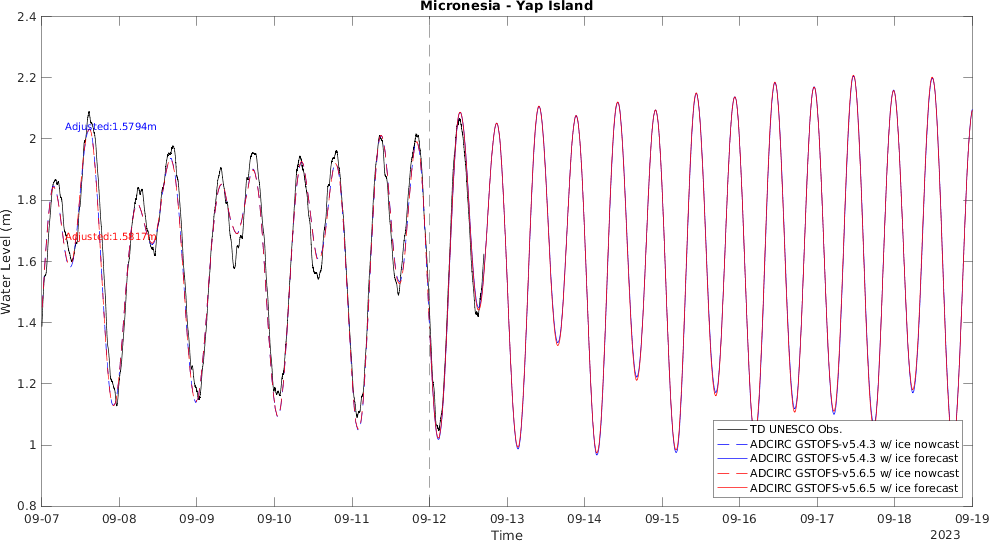 Micronesia - Yap Island
2.4
2.2
2
1.8
1.6
1.4
1.2
1
0.8
Water Level (m)
Adjusted:1.5794m
Adjusted:1.5817m
TD UNESCO Obs.
ADCIRC GSTOFS-v5.4.3 w/ ice nowcast
ADCIRC GSTOFS-v5.4.3 w/ ice forecast
ADCIRC GSTOFS-v5.6.5 w/ ice nowcast
ADCIRC GSTOFS-v5.6.5 w/ ice forecast
09-07 09-08 09-09 09-10 09-11 09-12 09-13 09-14 09-15 09-16 09-17 09-18 09-19
Time
2023